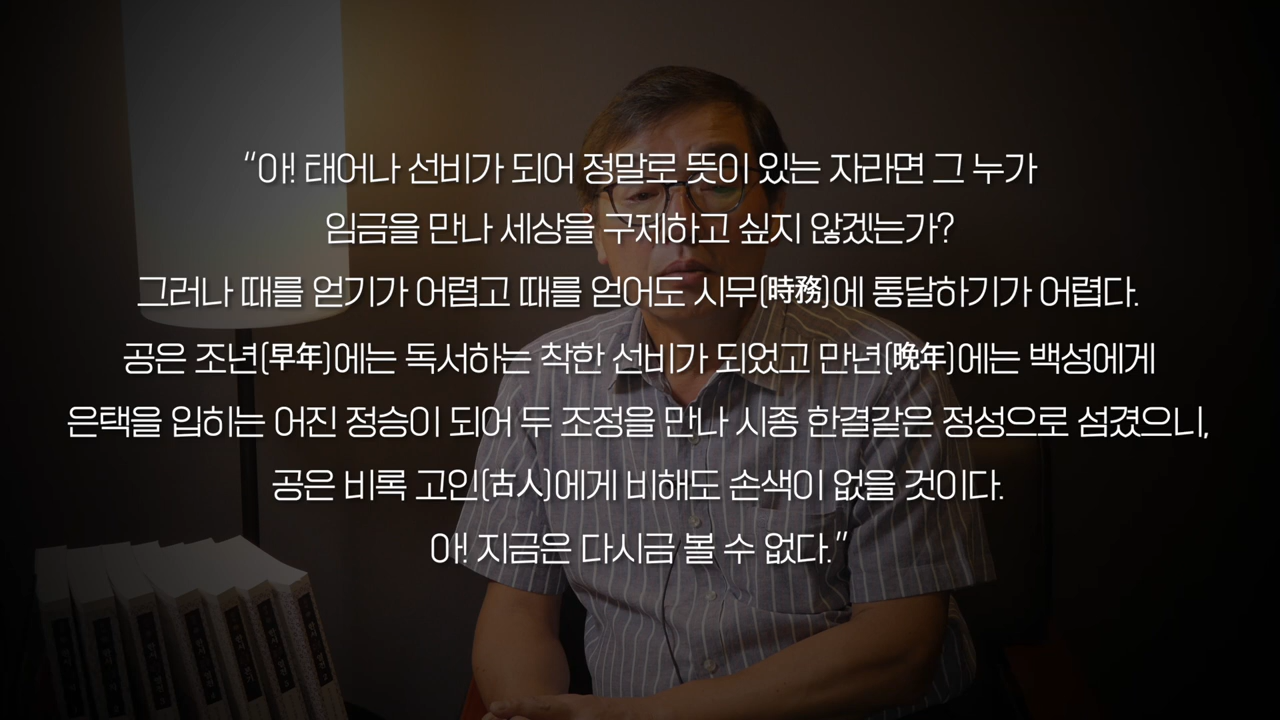 “아! 태어나 선비가 되어 정말로 뜻이 있는 자라면 그 누가
임금을 만나 세상을 구제하고 싶지 않겠는가?
그러나 때를 얻기가 어렵고 때를 얻어도 시무(時務)에 통달하기가 어렵다.
공은 조년(早年)에는 독서하는 착한 선비가 되었고 만년(晩年)에는 백성에게
은택을 입히는 어진 정승이 되어 두 조정을 만나 시종 한결같은 정성으로 섬겼으니,
공은 비록 고인(古人)에게 비해도 손색이 없을 것이다.
아! 지금은 다시금 볼 수 없다.”